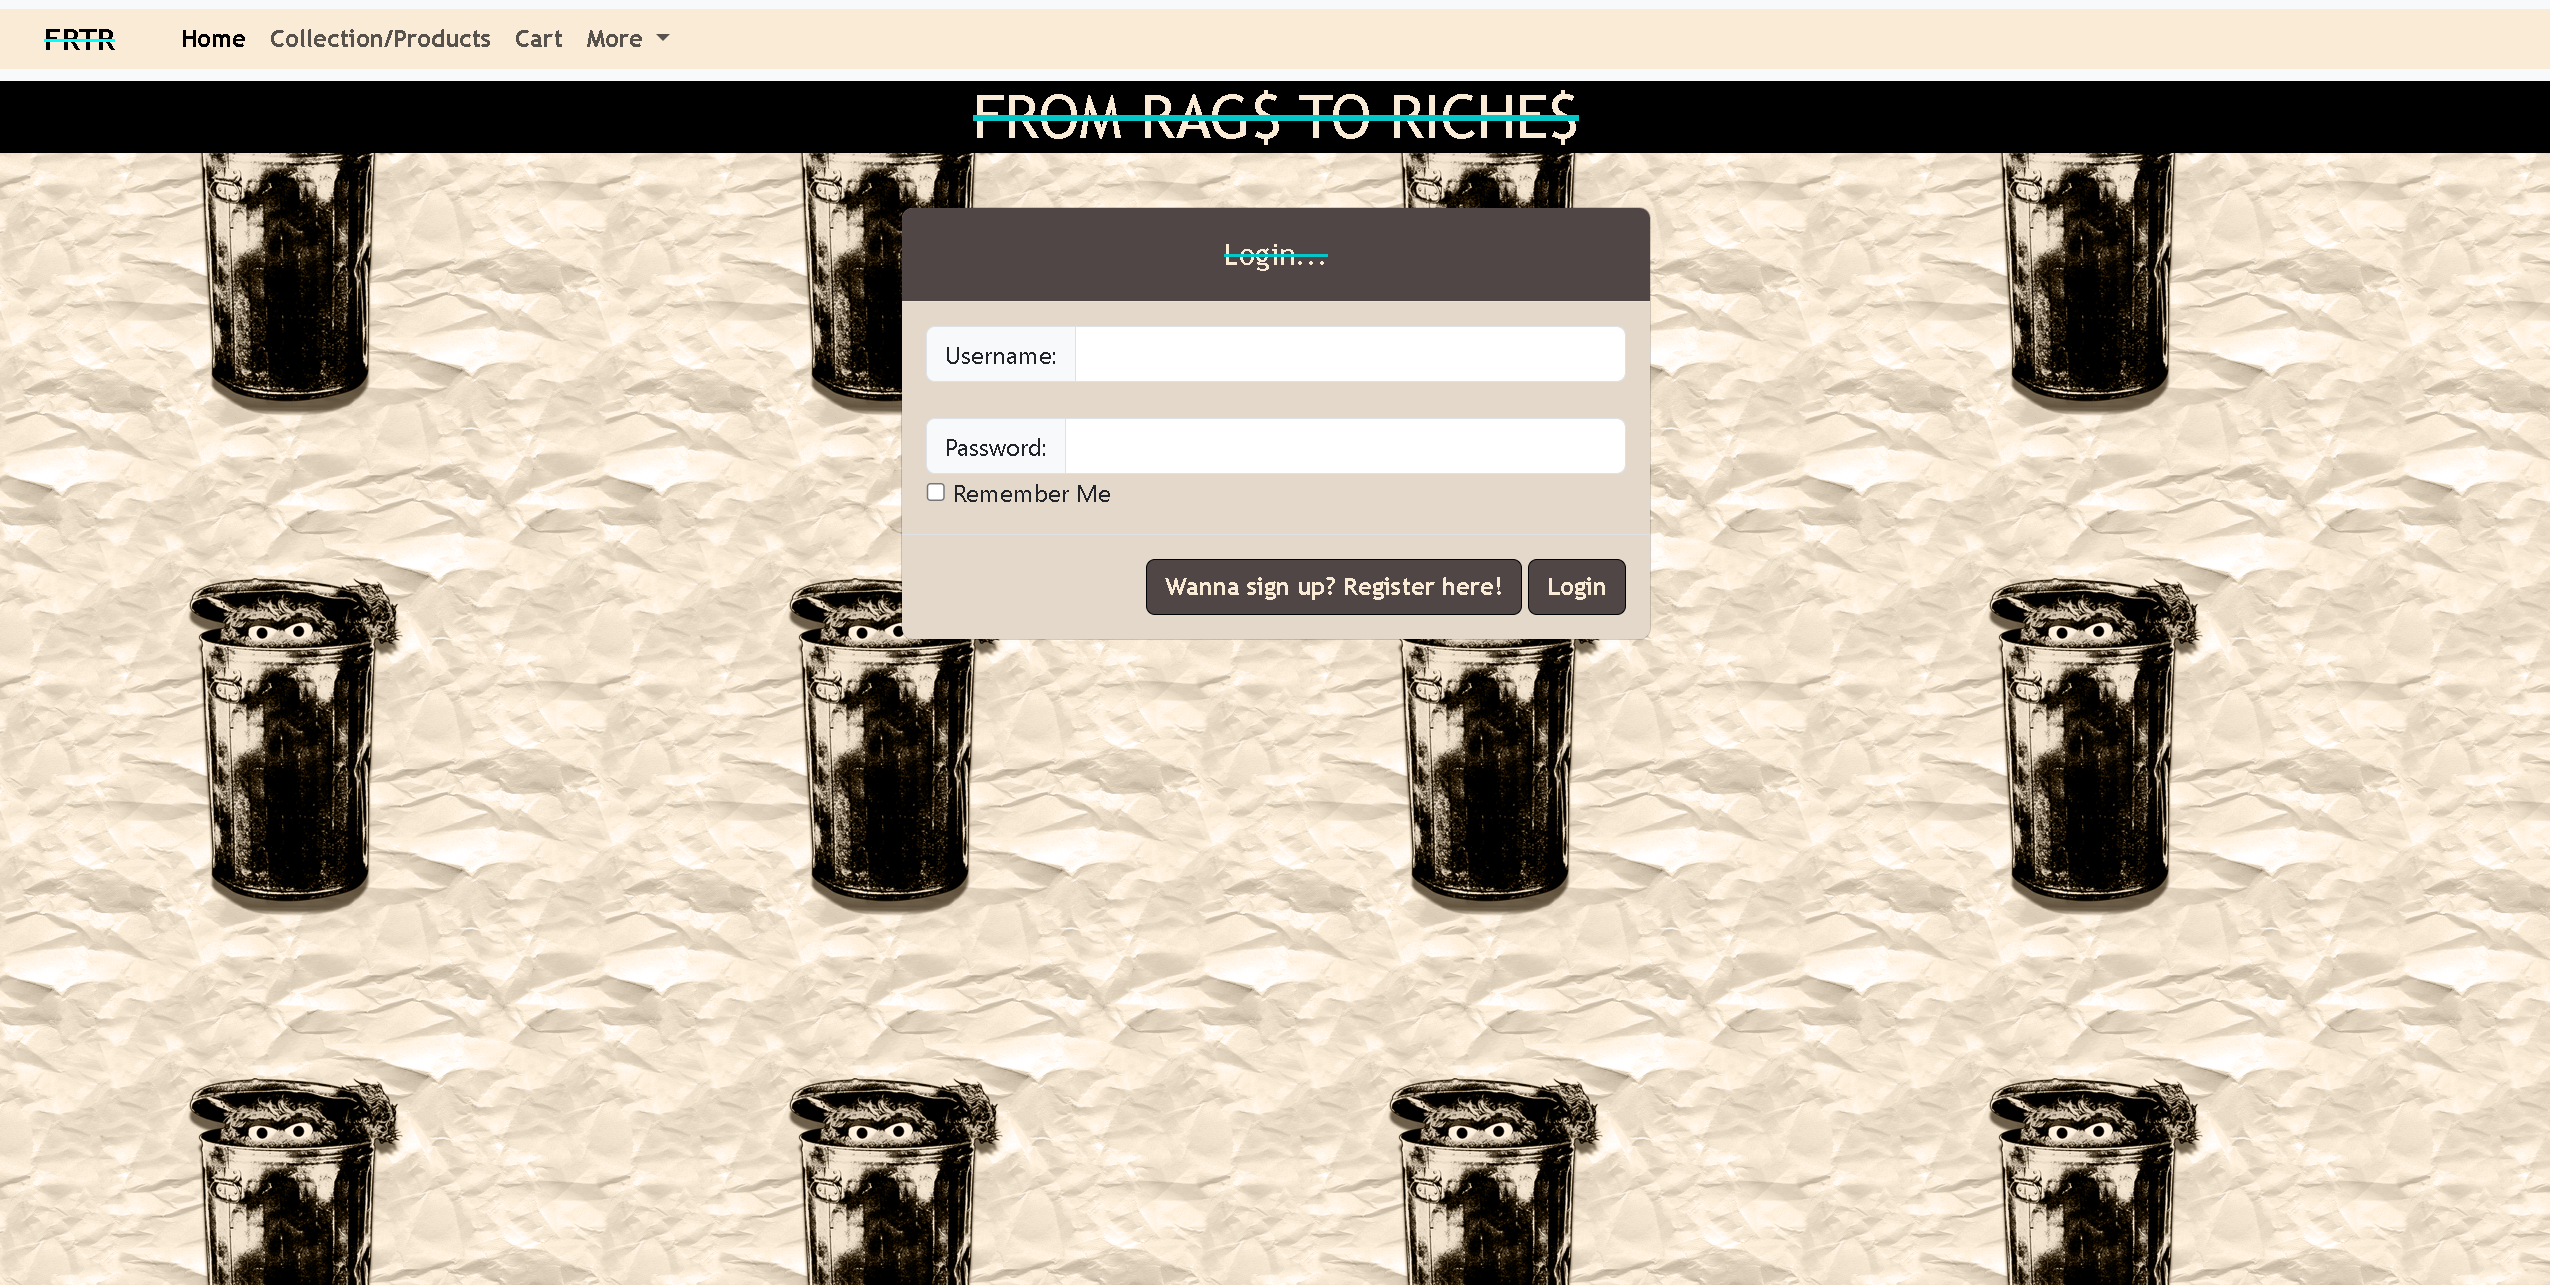 FRTR Home Collection/Products Cart More
FROM RAG$ TO RICHE$
Login...
Username:
Password:
Remember Me
Wanna sign up? Register here! Login